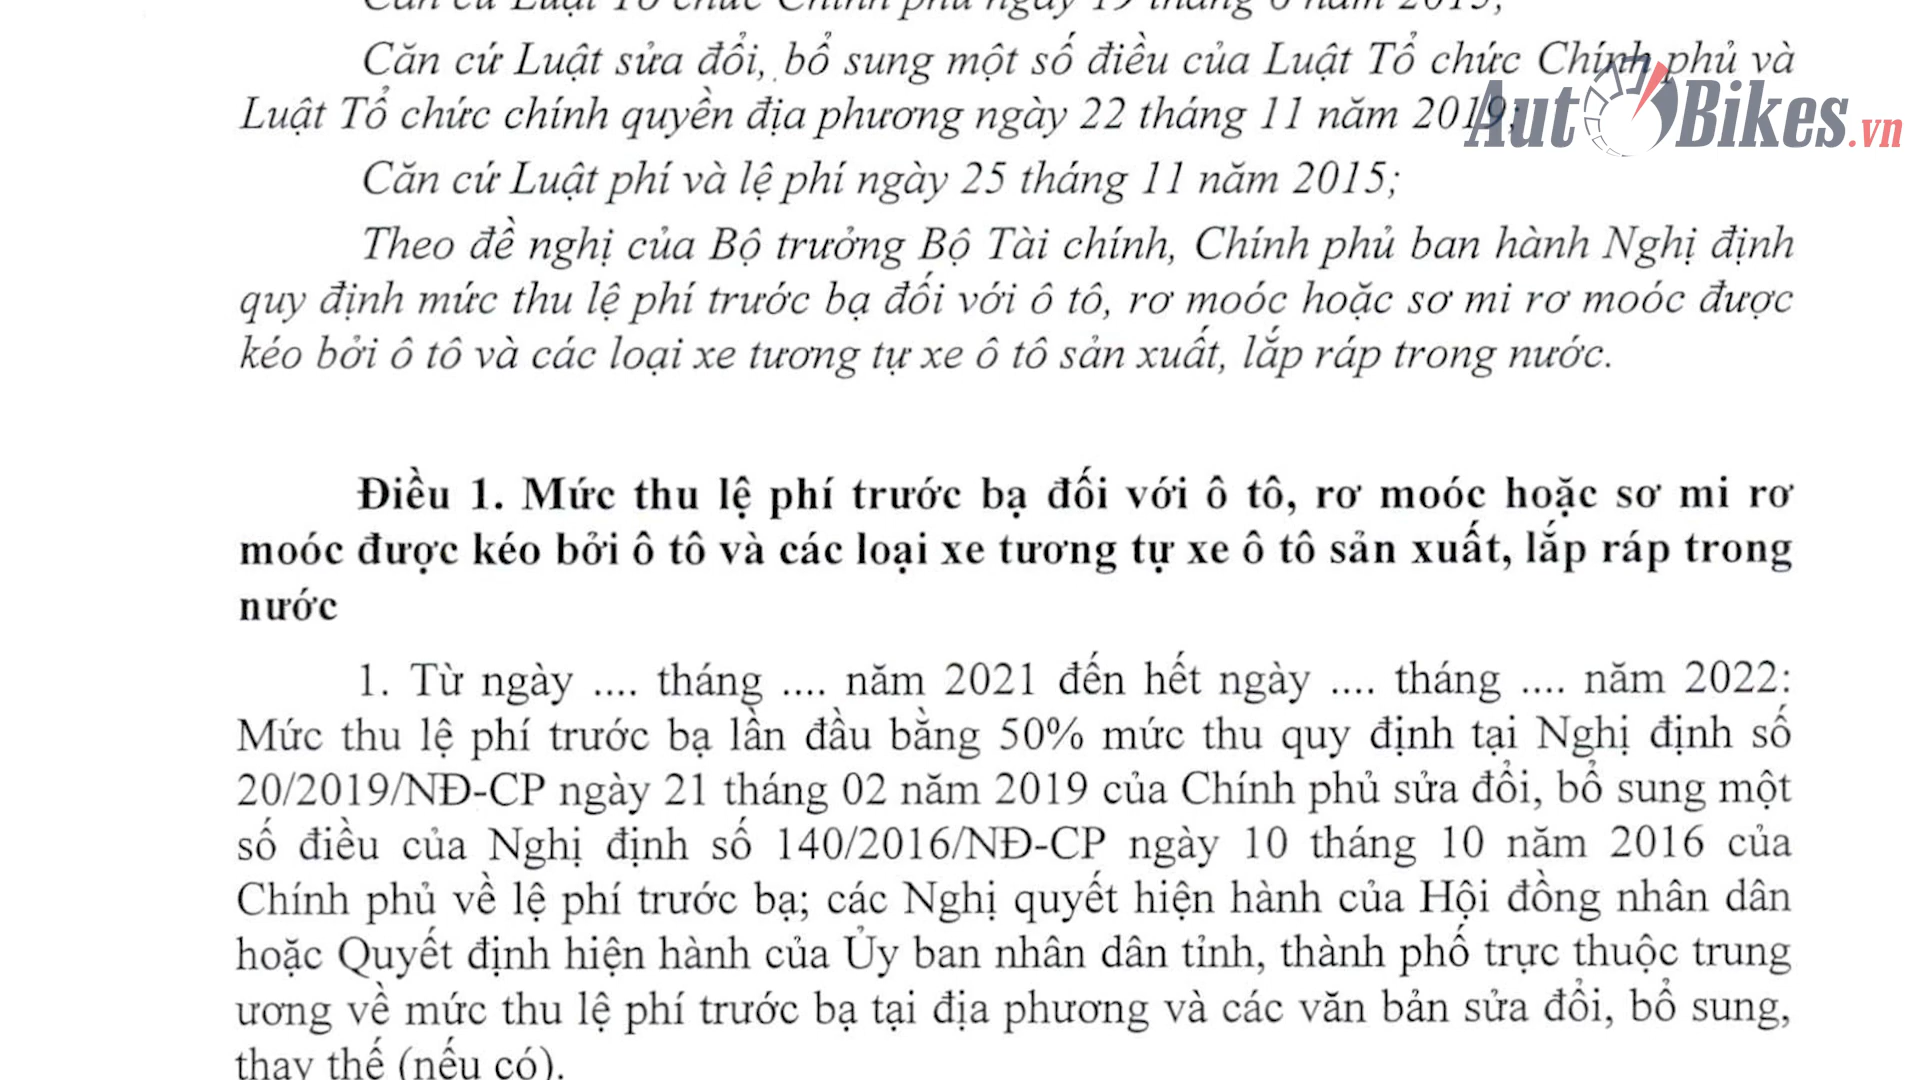 Căn cứ Luật Tổ chức Chính phủ ngày 19 tháng 6 năm 2015;
Căn cứ Luật sửa đổi, bổ sung một số điều của Luật Tổ chức Chính phủ và
Luật Tổ chức chính quyền địa phương ngày 22 tháng 11 năm 2019;
AutoBikes.vn
Căn cứ Luật phí và lệ phí ngày 25 tháng 11 năm 2015;
Theo đề nghị của Bộ trưởng Bộ Tài chính, Chính phủ ban hành Nghị định
quy định mức thu lệ phí trước bạ đối với ô tô, rơ moóc hoặc sơ mi rơ moóc được
kéo bởi ô tô và các loại xe tương tự xe ô tô sản xuất, lắp ráp trong nước.
Điều 1. Mức thu lệ phí trước bạ đối với ô tô, rơ moóc hoặc sơ mi rơ
moóc được kéo bởi ô tô và các loại xe tương tự xe ô tô sản xuất, lắp ráp trong
nước
1. Từ ngày .... tháng .... năm 2021 đến hết ngày .... tháng .... năm 2022:
Mức thu lệ phí trước bạ lần đầu bằng 50% mức thu quy định tại Nghị định số
20/2019/NĐ-CP ngày 21 tháng 02 năm 2019 của Chính phủ sửa đổi, bổ sung một
số điều của Nghị định số 140/2016/NĐ-CP ngày 10 tháng 10 năm 2016 của
Chính phủ về lệ phí trước bạ; các Nghị quyết hiện hành của Hội đồng nhân dân
hoặc Quyết định hiện hành của Ủy ban nhân dân tỉnh, thành phố trực thuộc trung
ương về mức thu lệ phí trước bạ tại địa phương và các văn bản sửa đổi, bổ sung,
thay thế (nếu có).